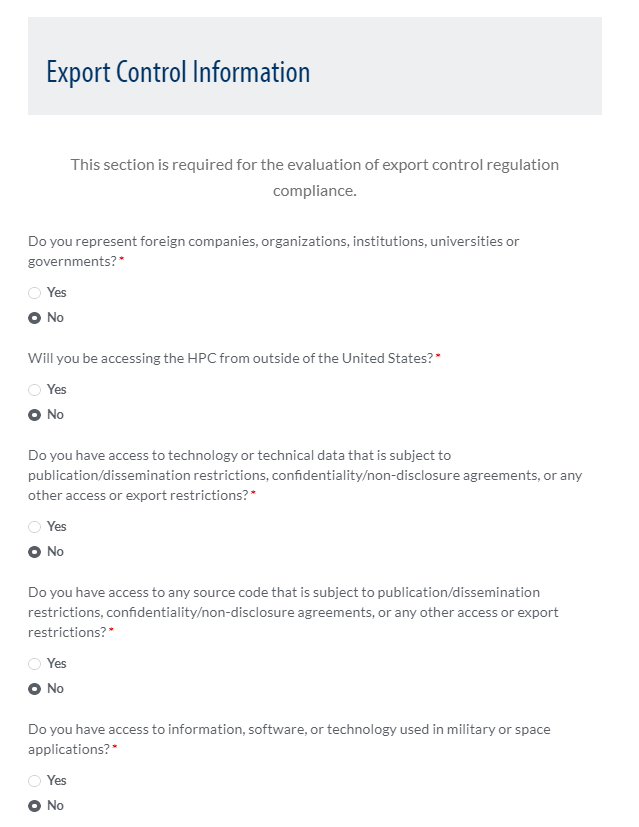 Export Control Information
This section is required for the evaluation of export control regulation
compliance.
Do you represent foreign companies, organizations, institutions, universities or
governments?*
Yes
No
Will you be accessing the HPC from outside of the United States?*
Yes
No
Do you have access to technology or technical data that is subject to
publication/dissemination restrictions, confidentiality/non-disclosure agreements, or any
other access or export restrictions?*
Yes
No
Do you have access to any source code that is subject to publication/dissemination
restrictions, confidentiality/non-disclosure agreements, or any other access or export
restrictions?*
Yes
No
Do you have access to information, software, or technology used in military or space
applications?*
Yes
No